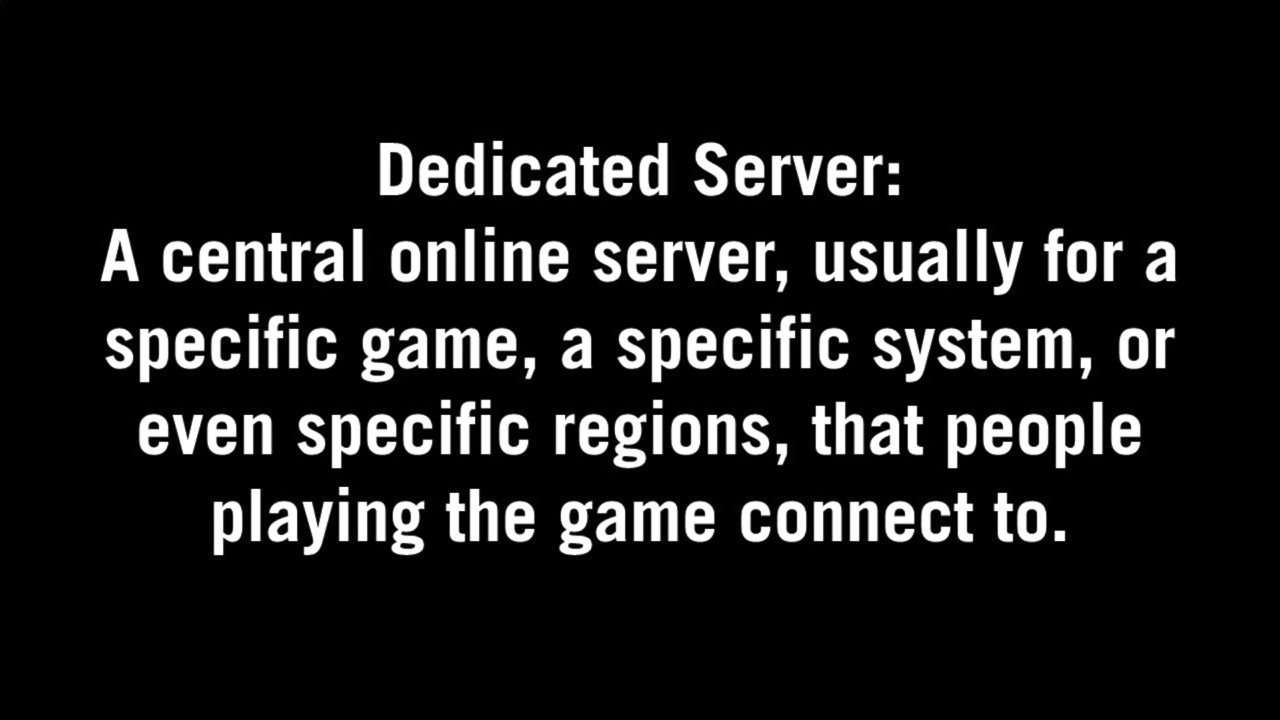 Dedicated Server:
A central online server, usually for a
specific game, a specific system, or
even specific regions, that people
playing the game connect to.